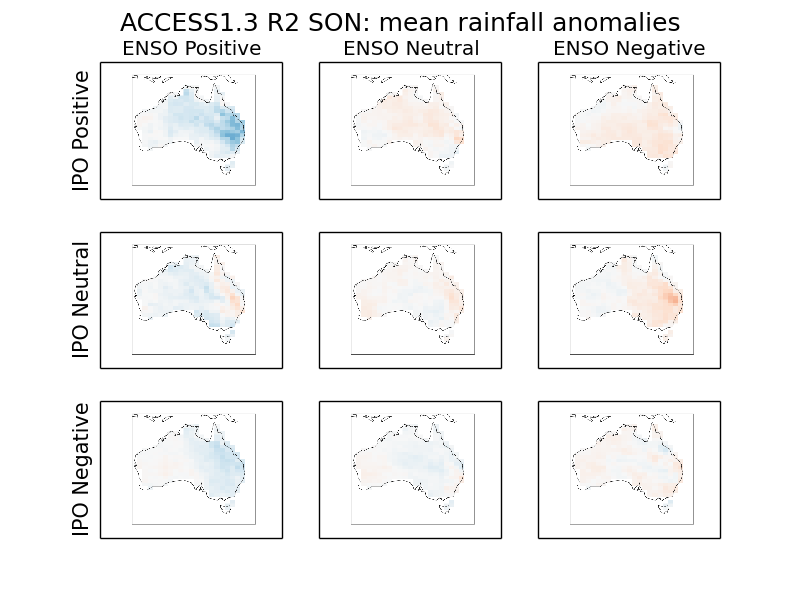 ACCESS1.3 R2 SON: mean rainfall anomalies
ENSO Positive
ENSO Neutral
ENSO Negative
IPO Positive
IPO Neutral
IPO Negative